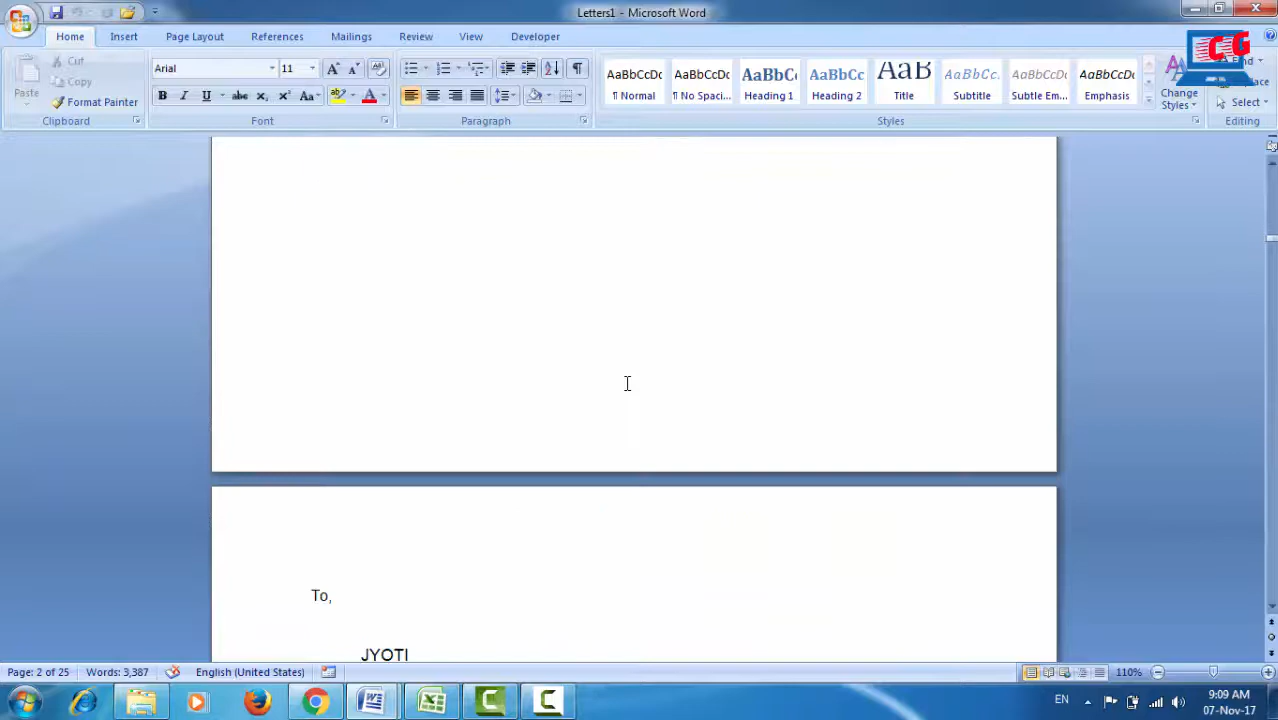 Letters1 - Microsoft Word
Home Insert Page Layout References Mailings Review View Developer
Paste
Cut
Copy
Format Painter
Clipboard
Arial 11
Font
Paragraph
AaBbCcDc AaBbCcDc AaBbC AaBbCc AaB AaBbCc. AaBbCcDc AaBbCcDc
¶ Normal ¶ No Spaci... Heading 1 Heading 2 Title Subtitle Subtle Em... Emphasis
Change
Styles
Styles
CG
Select
Editing
To,
JYOTI
Page: 2 of 25 Words: 3,387 English (United States) 110%
EN
9:09 AM
07-Nov-17